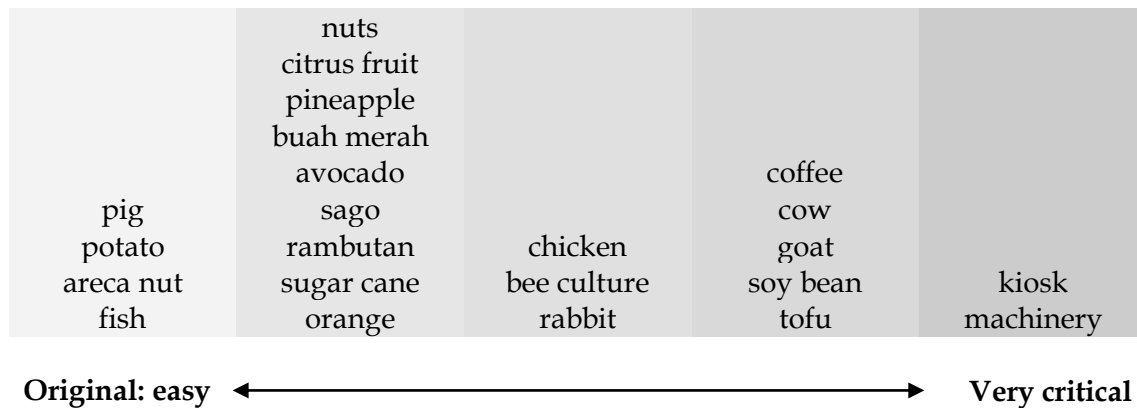 nuts
citrus fruit
pineapple
buah merah
avocado
sago
rambutan
sugar cane
orange
pig
potato
areca nut
fish
chicken
bee culture
rabbit
coffee
cow
goat
soy bean
tofu
kiosk
machinery
Original: easy
Very critical